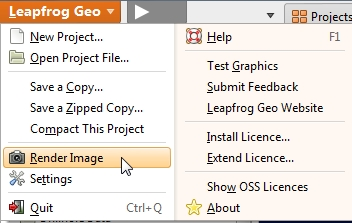 Leapfrog Geo
Projects
New Project...
Open Project File...
Save a Copy...
Save a Zipped Copy...
Compact This Project
Render Image
Settings
Quit Ctrl+Q
Help F1
Test Graphics
Submit Feedback
Leapfrog Geo Website
Install Licence...
Extend Licence...
Show OSS Licences
About